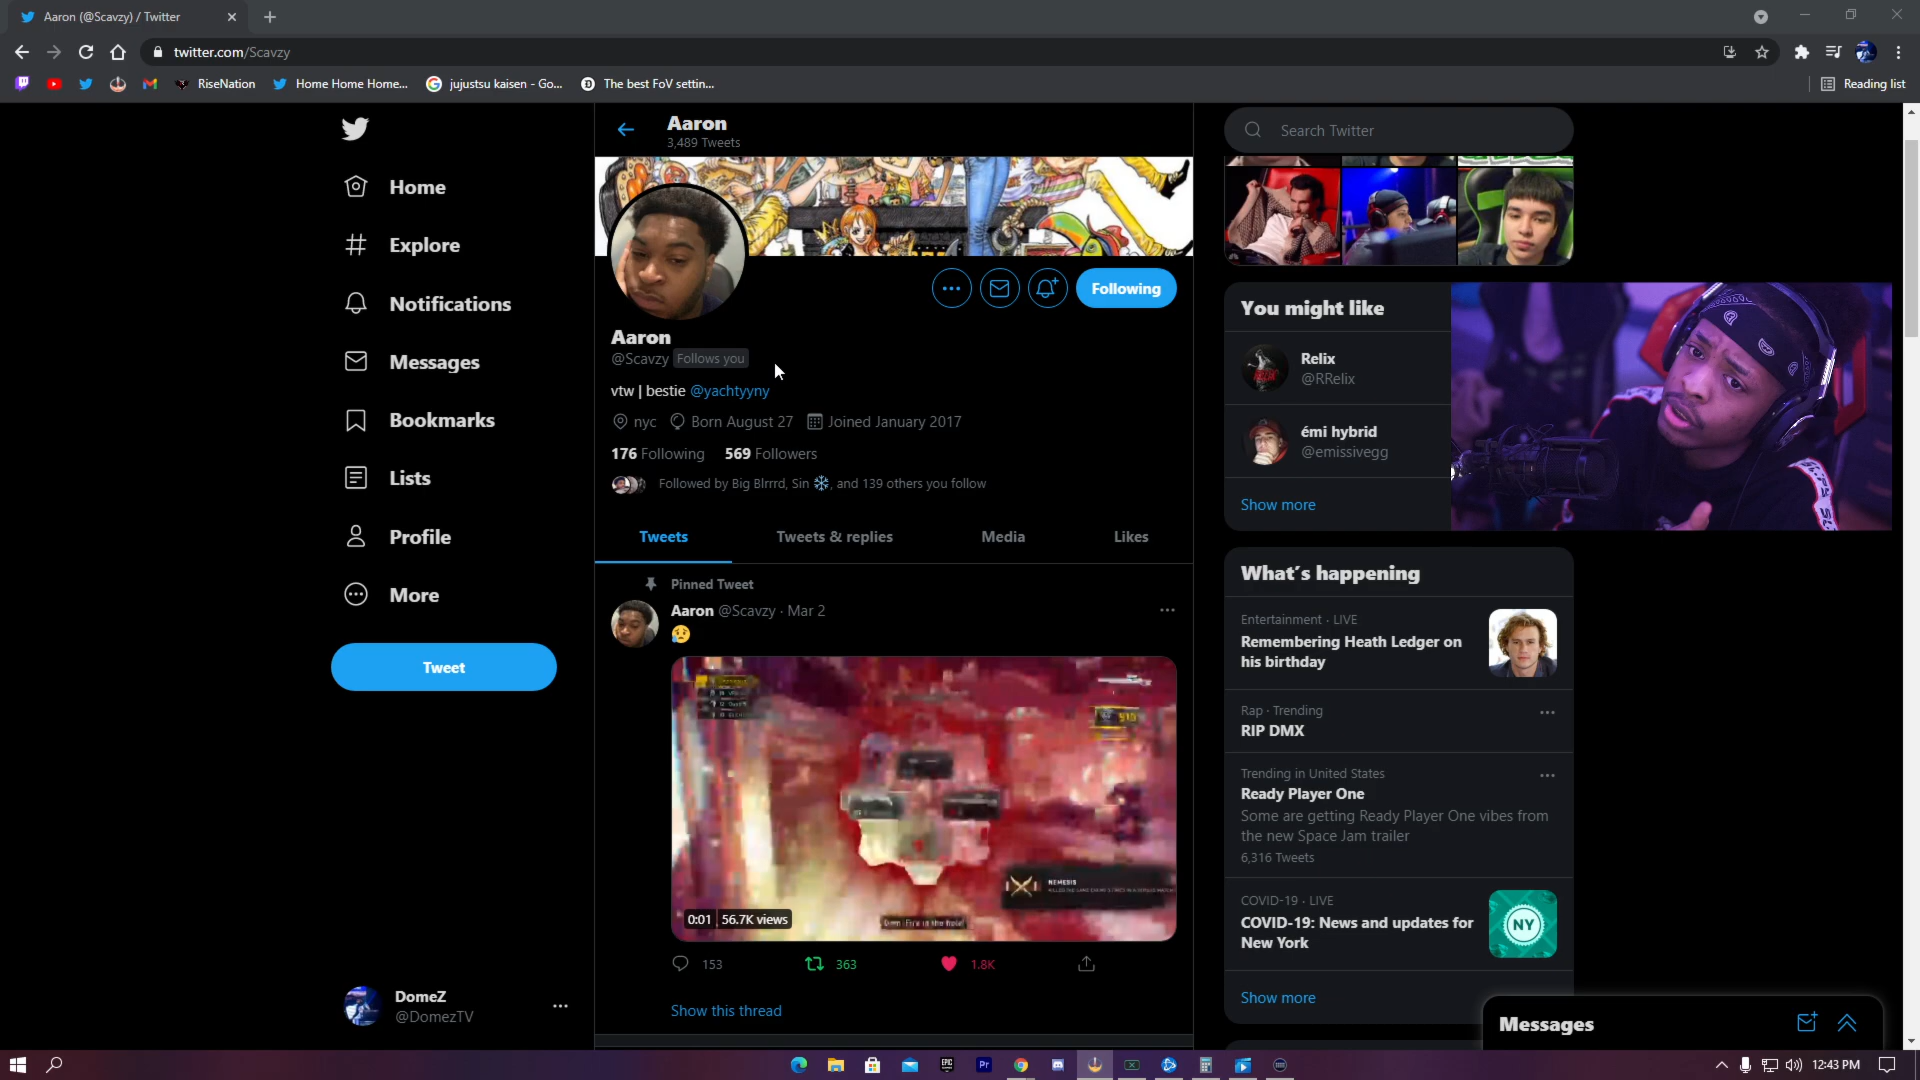 Aaron (@Scavzy) / Twitter
twitter.com/Scavzy
RiseNation
Home Home Home...
jujustsu kaisen - Go...
The best FoV settin...
Reading list
Aaron
3,489 Tweets
Home
Explore
Notifications
Messages
Bookmarks
Lists
Profile
More
Tweet
DomeZ
@DomezTV
Following
Aaron
@Scavzy Follows you
vtw | bestie @yachtyyny
nyc Born August 27 Joined January 2017
176 Following 569 Followers
Followed by Big Blrrrd, Sin ❄, and 139 others you follow
Tweets Tweets & replies Media Likes
Pinned Tweet
Aaron @Scavzy · Mar 2
😥
NEMESIS
0:01 56.7K views
153 363 1.8K
Show this thread
Search Twitter
You might like
Relix
@RRelix
émi hybrid
@emissivegg
Show more
What's happening
Entertainment · LIVE
Remembering Heath Ledger on
his birthday
Rap · Trending
RIP DMX
Trending in United States
Ready Player One
Some are getting Ready Player One vibes from
the new Space Jam trailer
6,316 Tweets
COVID-19 · LIVE
COVID-19: News and updates for
New York
NY
Show more
Messages
EPIC
Pr
12:43 PM